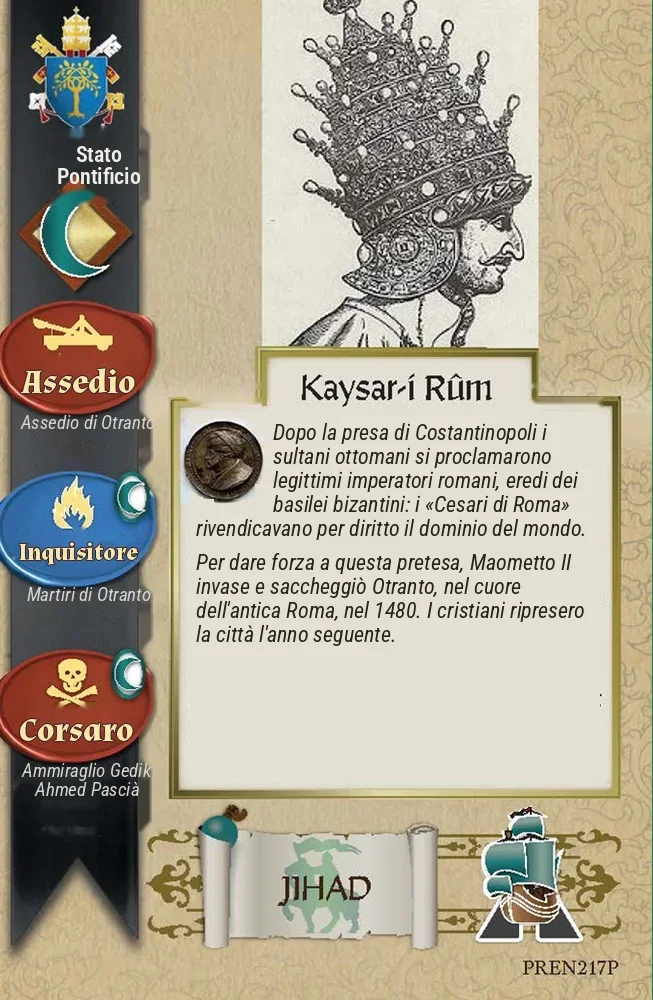 Stato
Pontificio
Assedio
Assedio di Otranto
Inquisitore
Martiri di Otranto
Corsaro
Ammiraglio Gedik
Ahmed Pascià
Kaysar-i Rûm
Dopo la presa di Costantinopoli i
sultani ottomani si proclamarono
legittimi imperatori romani, eredi dei
basilei bizantini: i «Cesari di Roma»
rivendicavano per diritto il dominio del mondo.
Per dare forza a questa pretesa, Maometto II
invase e saccheggiò Otranto, nel cuore
dell'antica Roma, nel 1480. I cristiani ripresero
la città l'anno seguente.
JIHAD
PREN217P